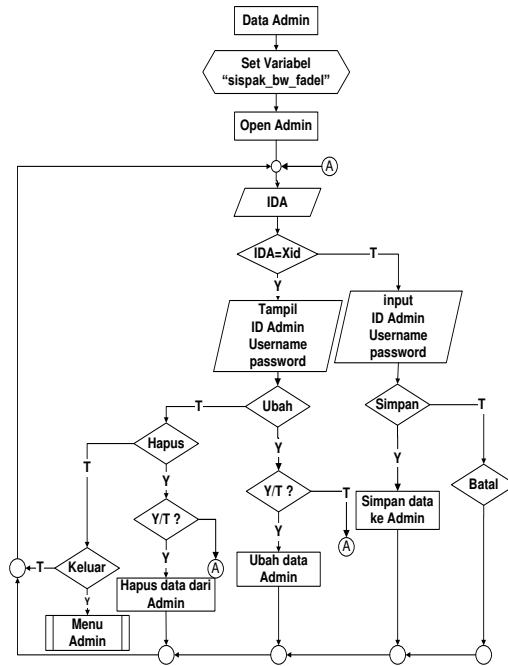 Data Admin
Set Variabel
“sispak_bw_fadel”
Open Admin
A
IDA
IDA=Xid
T
Y
Tampil
ID Admin
Username
password
input
ID Admin
Username
password
T
Ubah
Simpan
T
Hapus
T
Y
Y
Y
Y/T ?
Y/T ?
T
Simpan data
ke Admin
Batal
Y
Y
A
T
Keluar
A
Ubah data
Admin
Hapus data dari
Admin
Y
Menu
Admin